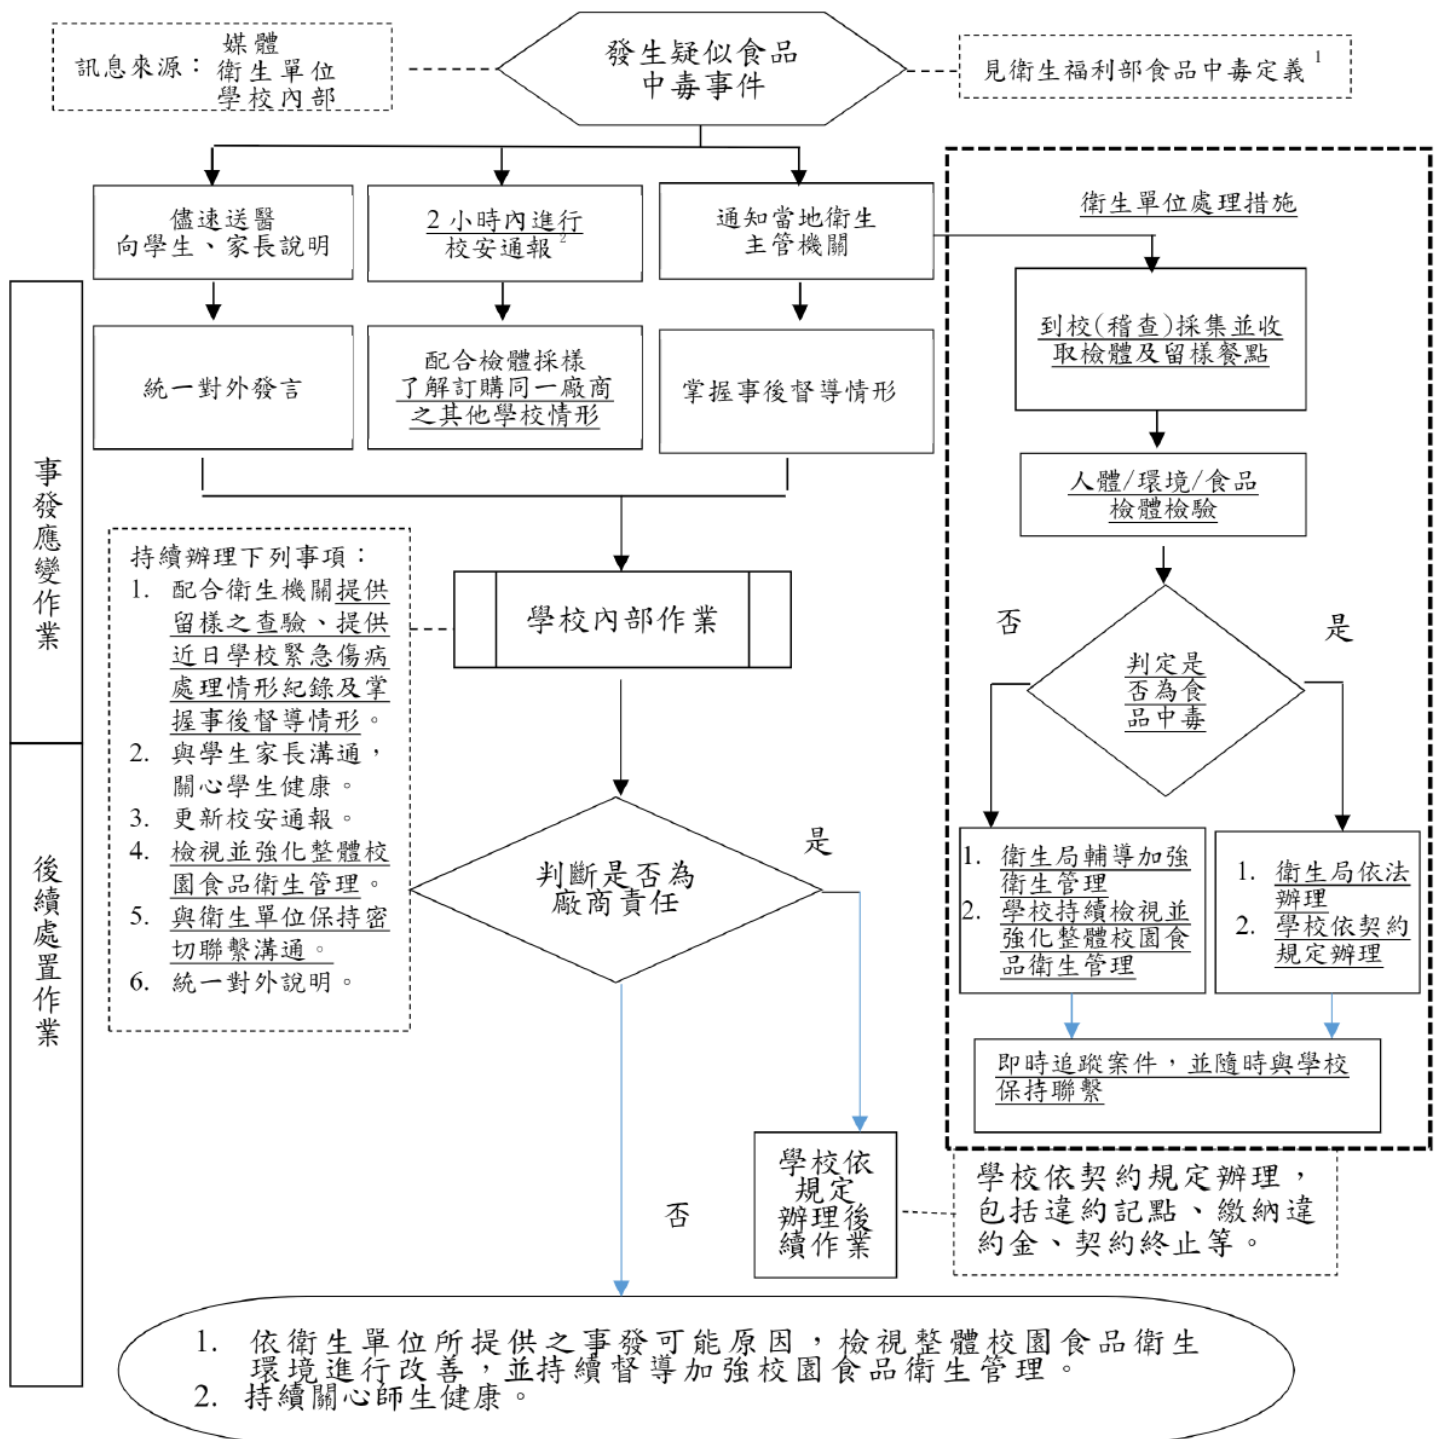 發生疑似食品
中毒事件
訊息來源：
媒體
衛生單位
學校內部
見衛生福利部食品中毒定義1
儘速送醫
向學生、家長說明
2 小時內進行
校安通報2
通知當地衛生
主管機關
統一對外發言
配合檢體採樣
了解訂購同一廠商
之其他學校情形
掌握事後督導情形
衛生單位處理措施
到校(稽查)採集並收
取檢體及留樣餐點
人體/環境/食品
檢體檢驗
否
是
判定是
否為食
品中毒
1. 衛生局輔導加強
衛生管理
2. 學校持續檢視並
強化整體校園食
品衛生管理
1. 衛生局依法
辦理
2. 學校依契約
規定辦理
即時追蹤案件，並隨時與學校
保持聯繫
事發應變作業
後續處置作業
持續辦理下列事項：
1. 配合衛生機關提供
留樣之查驗、提供
近日學校緊急傷病
處理情形紀錄及掌
握事後督導情形。
2. 與學生家長溝通，
關心學生健康。
3. 更新校安通報。
4. 檢視並強化整體校
園食品衛生管理。
5. 與衛生單位保持密
切聯繫溝通。
6. 統一對外說明。
學校內部作業
判斷是否為
廠商責任
是
否
學校依
規定
辦理後
續作業
學校依契約規定辦理，
包括違約記點、繳納違
約金、契約終止等。
1. 依衛生單位所提供之事發可能原因，檢視整體校園食品衛生
環境進行改善，並持續督導加強校園食品衛生管理。
2. 持續關心師生健康。